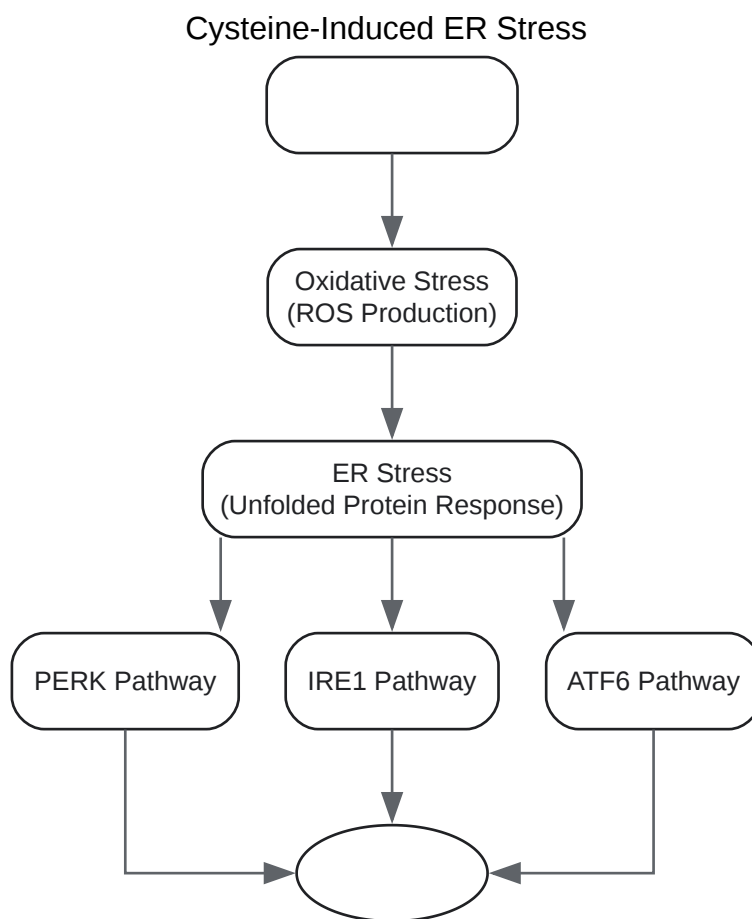 Cysteine-Induced ER Stress
Oxidative Stress
(ROS Production)
ER Stress
(Unfolded Protein Response)
PERK Pathway
IRE1 Pathway
ATF6 Pathway